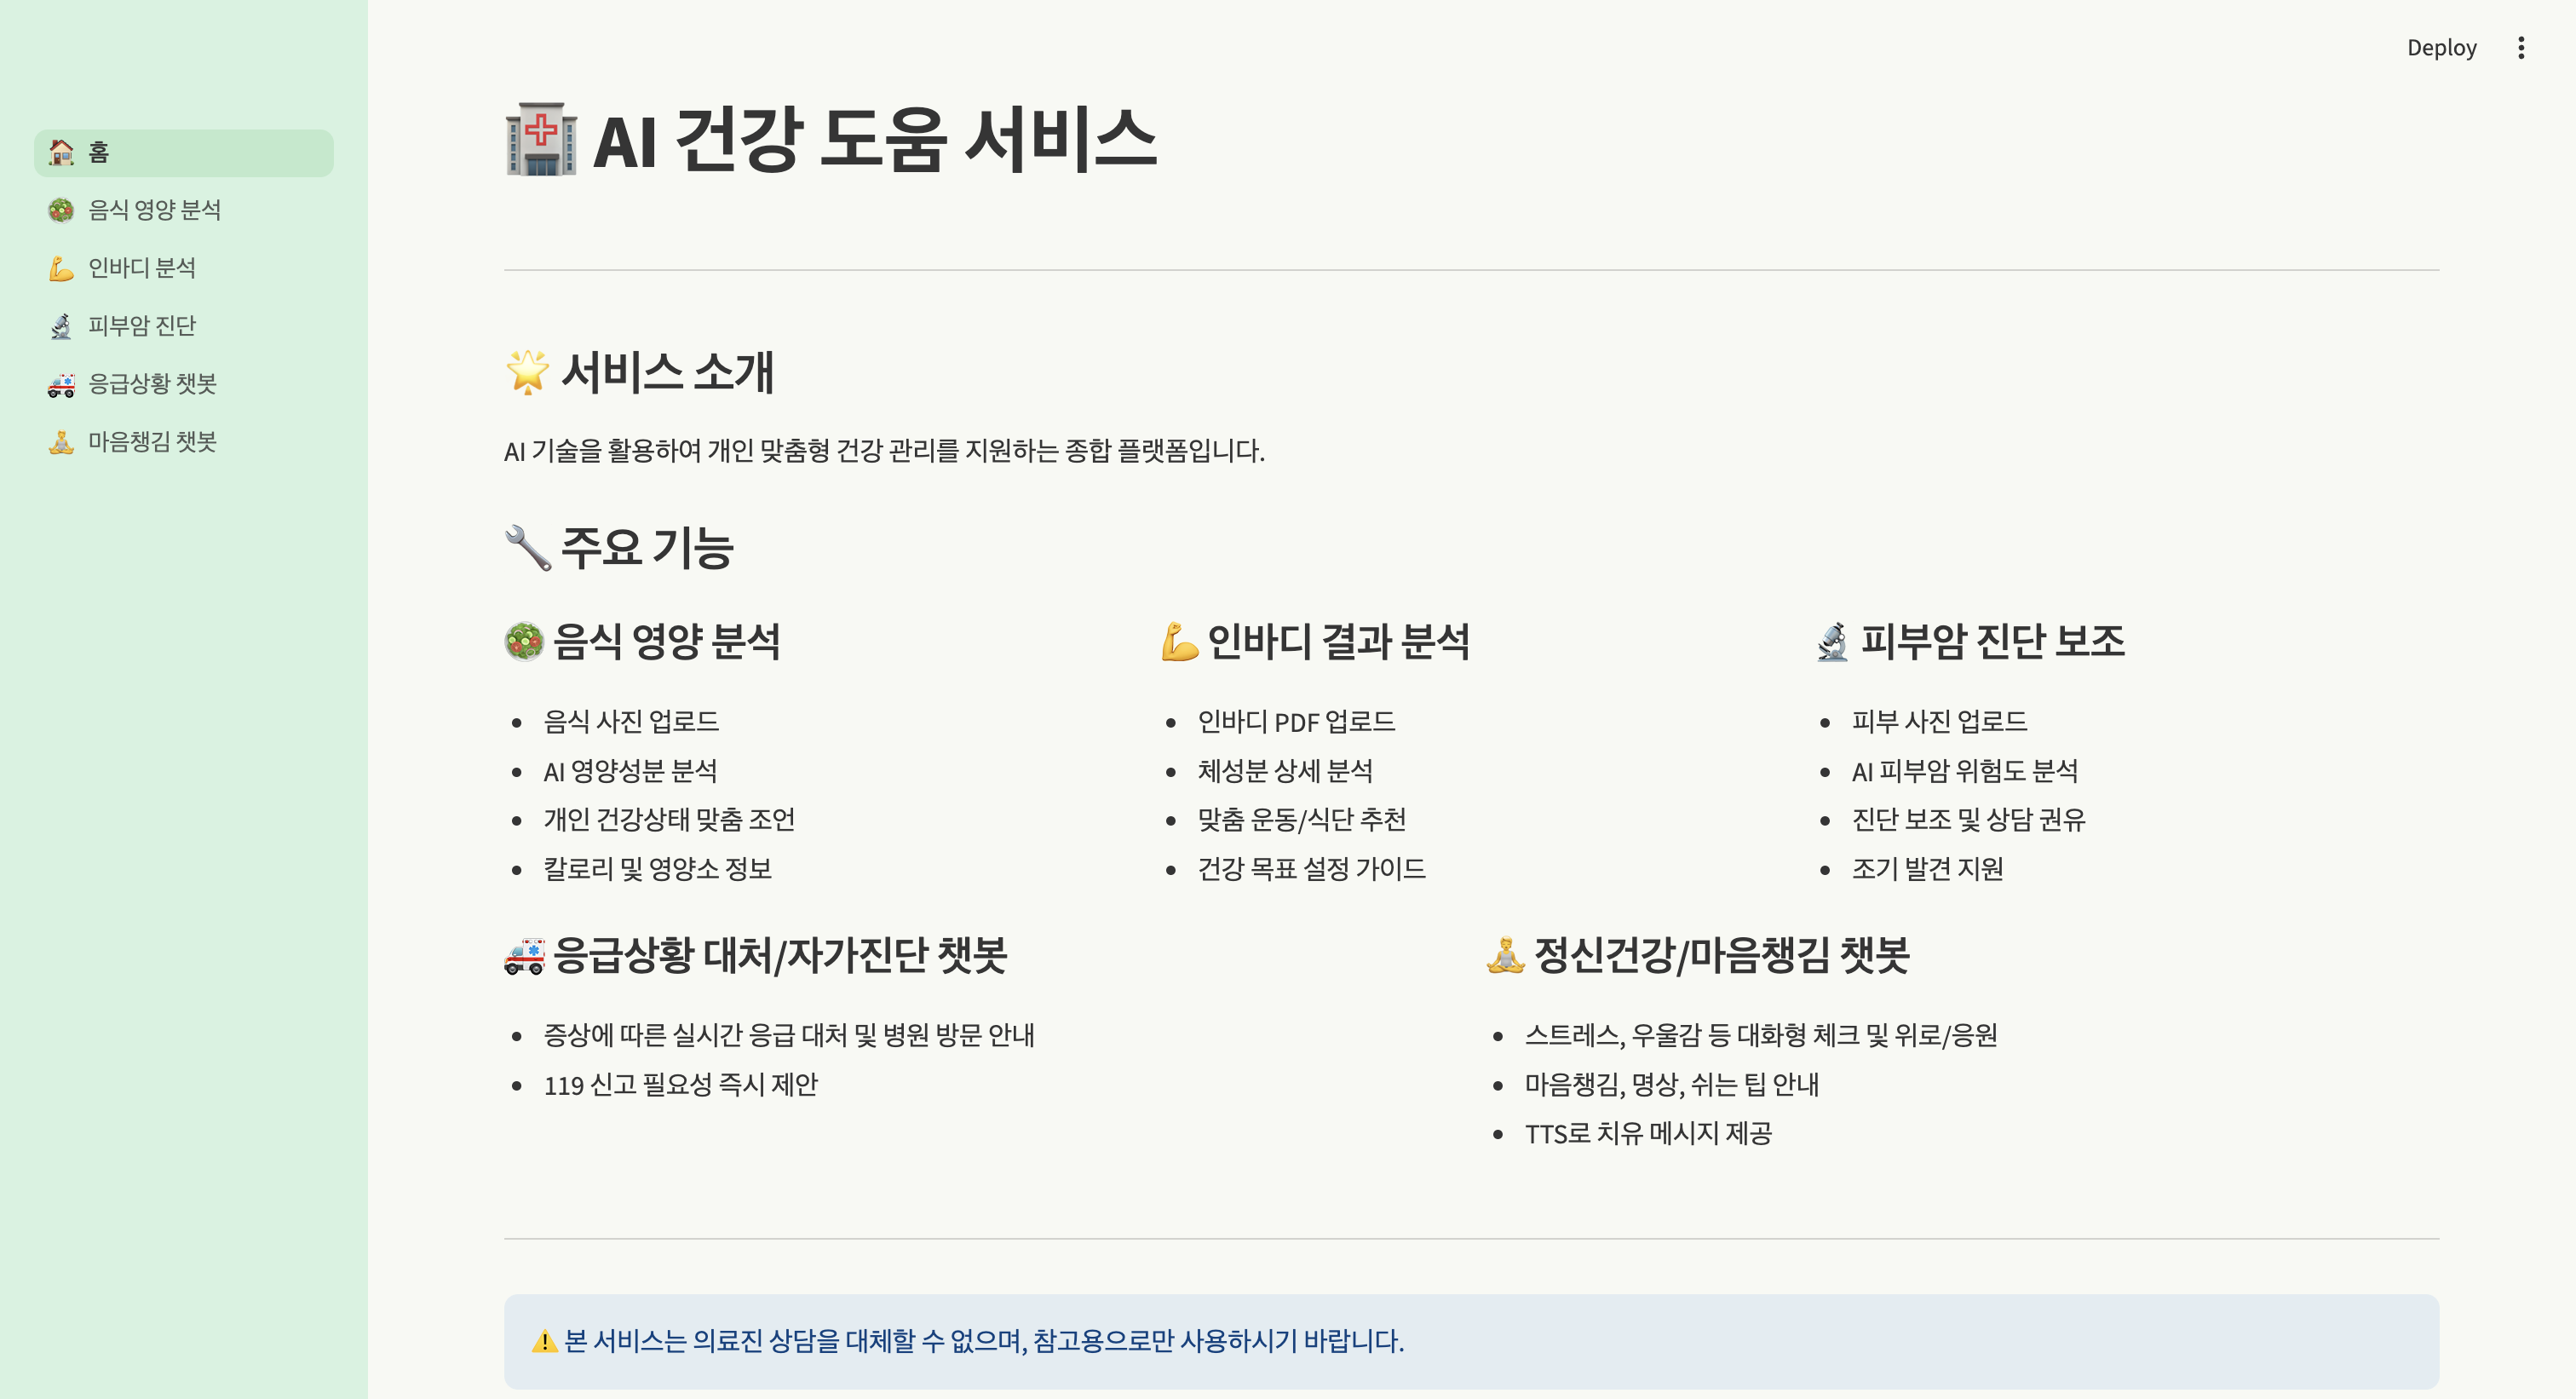 Deploy
홈
음식 영양 분석
인바디 분석
피부암 진단
응급상황 챗봇
마음챙김 챗봇
AI 건강 도움 서비스
서비스 소개
AI 기술을 활용하여 개인 맞춤형 건강 관리를 지원하는 종합 플랫폼입니다.
주요 기능
음식 영양 분석
음식 사진 업로드
AI 영양성분 분석
개인 건강상태 맞춤 조언
칼로리 및 영양소 정보
인바디 결과 분석
인바디 PDF 업로드
체성분 상세 분석
맞춤 운동/식단 추천
건강 목표 설정 가이드
피부암 진단 보조
피부 사진 업로드
AI 피부암 위험도 분석
진단 보조 및 상담 권유
조기 발견 지원
응급상황 대처/자가진단 챗봇
증상에 따른 실시간 응급 대처 및 병원 방문 안내
119 신고 필요성 즉시 제안
정신건강/마음챙김 챗봇
스트레스, 우울감 등 대화형 체크 및 위로/응원
마음챙김, 명상, 쉬는 팁 안내
TTS로 치유 메시지 제공
본 서비스는 의료진 상담을 대체할 수 없으며, 참고용으로만 사용하시기 바랍니다.